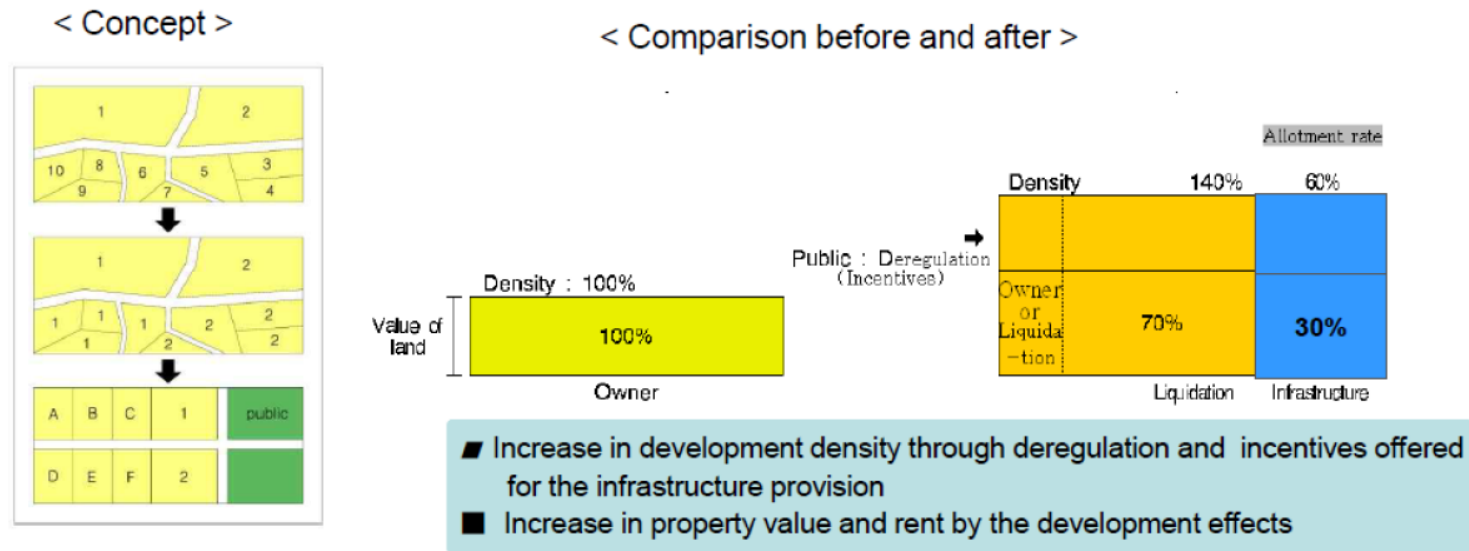 < Concept >
< Comparison before and after >
1
2
10
8
6
5
3
9
7
4
1
2
1
1
1
2
2
1
2
2
A
B
C
1
public
D
E
F
2
Density : 100%
Value of
land
100%
Owner
Public : Deregulation
(Incentives)
Allotment rate
Density 140% 60%
Owner
or
Liquida
-tion
70%
30%
Liquidation Infrastructure
Increase in development density through deregulation and incentives offered
for the infrastructure provision
Increase in property value and rent by the development effects